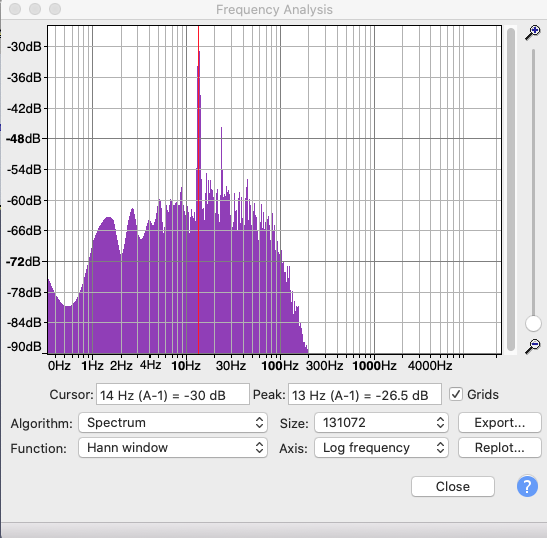 Frequency Analysis
-30dB
-36dB
-42dB
-48dB
-54dB
-60dB
-66dB
-72dB
-78dB
-84dB
-90dB
0Hz 1Hz 2Hz 4Hz 10Hz 30Hz 100Hz 300Hz 1000Hz 4000Hz
Cursor: 14 Hz (A-1) = -30 dB Peak: 13 Hz (A-1) = -26.5 dB Grids
Algorithm: Spectrum Size: 131072 Export...
Function: Hann window Axis: Log frequency Replot...
Close ?